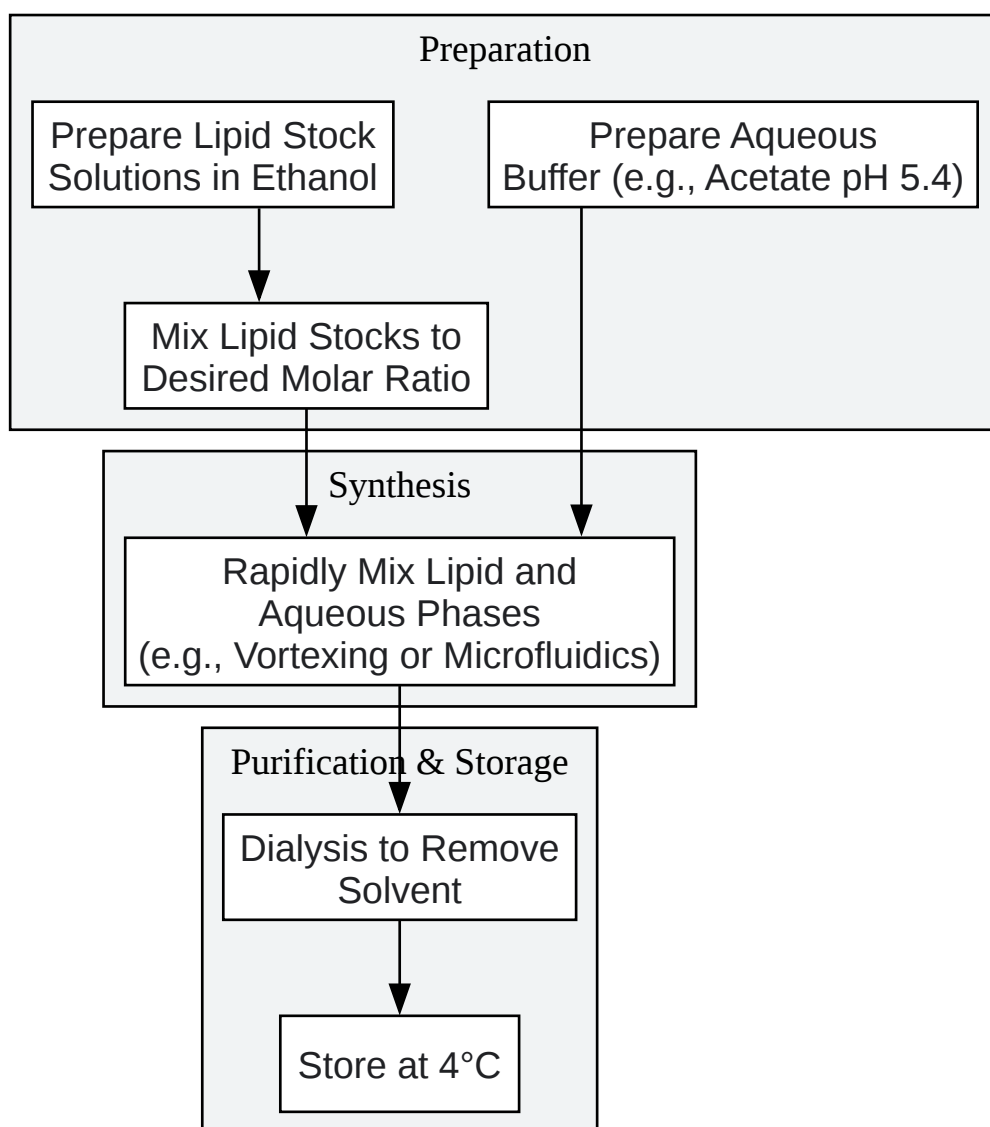 Preparation
Prepare Lipid Stock
Solutions in Ethanol
Prepare Aqueous
Buffer (e.g., Acetate pH 5.4)
Mix Lipid Stocks to
Desired Molar Ratio
Synthesis
Rapidly Mix Lipid and
Aqueous Phases
(e.g., Vortexing or Microfluidics)
Purification & Storage
Dialysis to Remove
Solvent
Store at 4°C